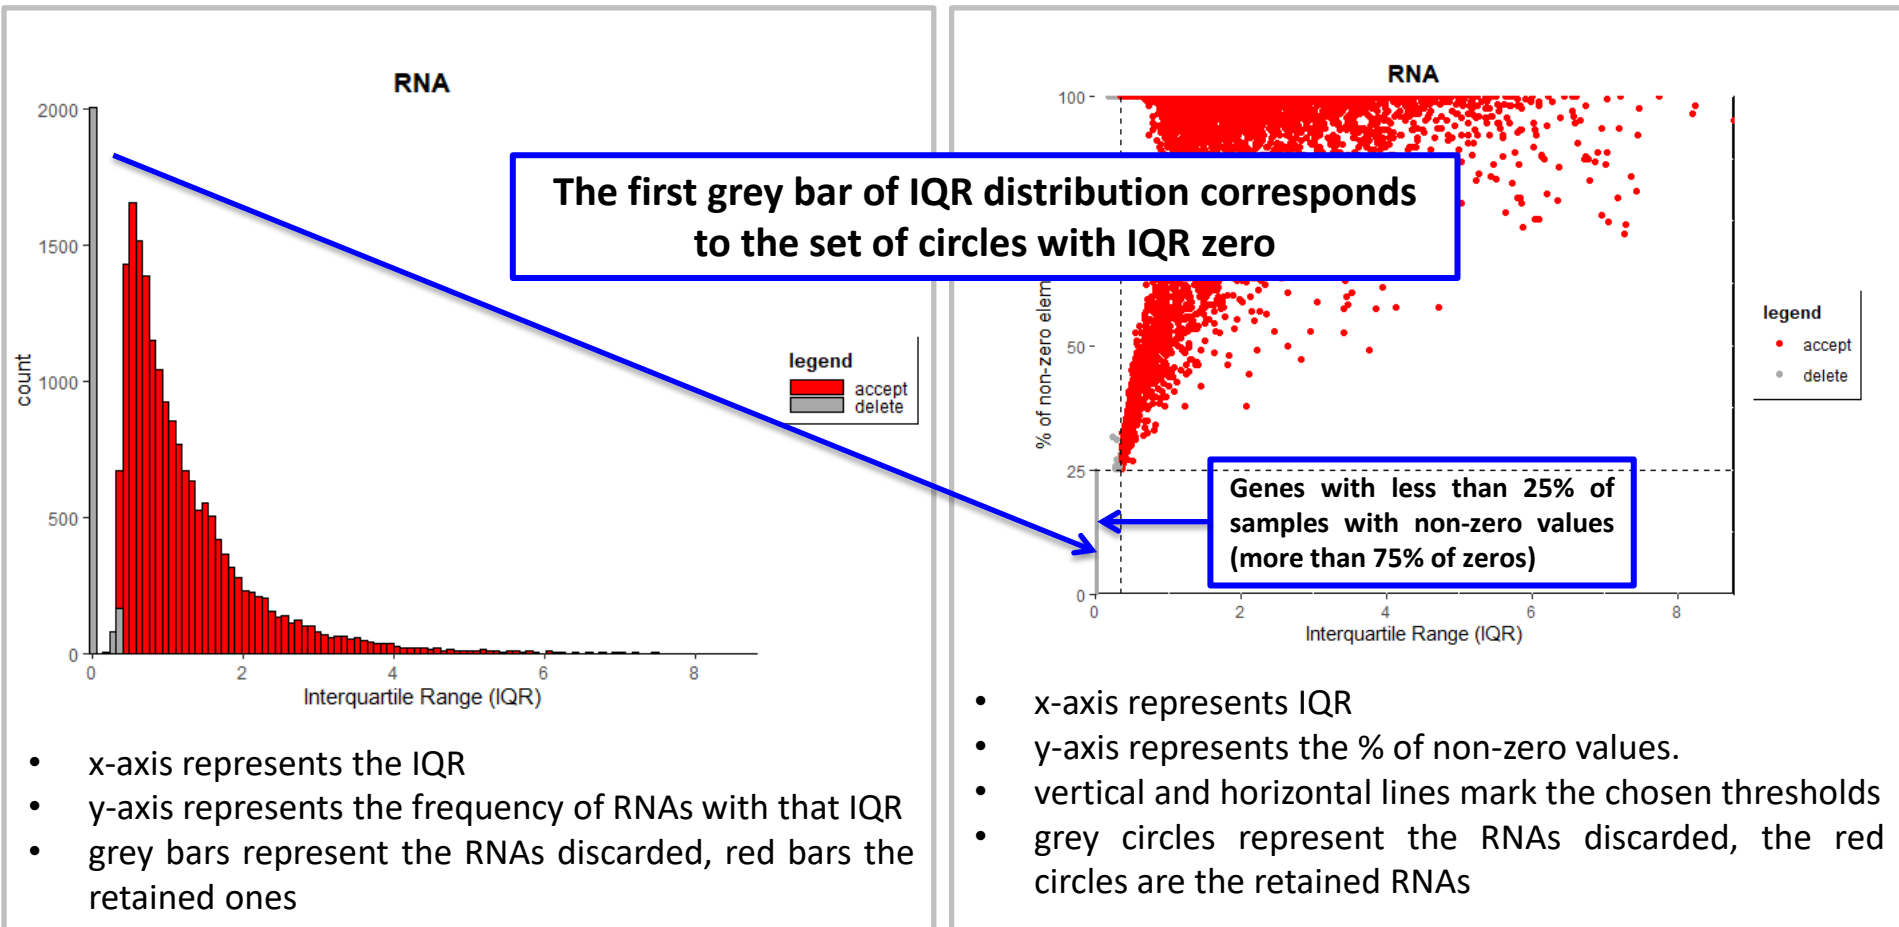 RNA
2000
1500
1000
500
0
count
0
2
4
6
8
Interquartile Range (IQR)
legend
accept
delete
• x-axis represents the IQR
• y-axis represents the frequency of RNAs with that IQR
• grey bars represent the RNAs discarded, red bars the
retained ones
The first grey bar of IQR distribution corresponds
to the set of circles with IQR zero
RNA
100
50
25
0
% of non-zero elem
0
2
4
6
8
Interquartile Range (IQR)
legend
accept
delete
Genes with less than 25% of
samples with non-zero values
(more than 75% of zeros)
• x-axis represents IQR
• y-axis represents the % of non-zero values.
• vertical and horizontal lines mark the chosen thresholds
• grey circles represent the RNAs discarded, the red
circles are the retained RNAs